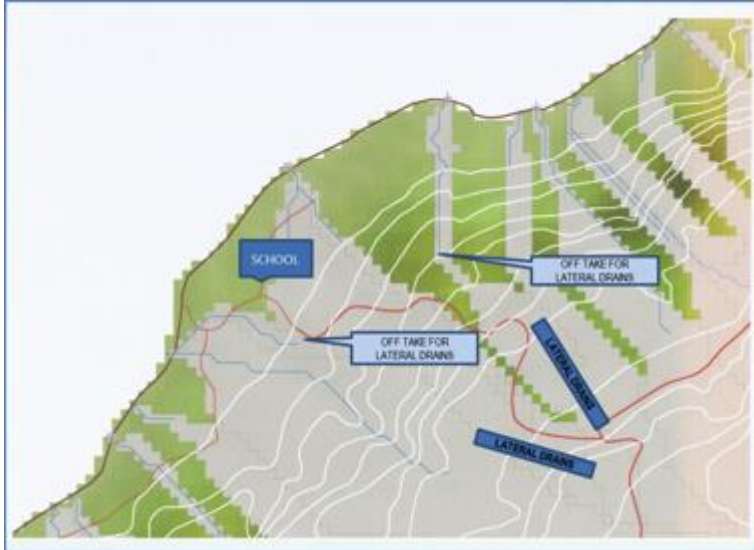 SCHOOL
OFF TAKE FOR
LATERAL DRAINS
OFF TAKE FOR
LATERAL DRAINS
LATERAL DRAINS
LATERAL DRAINS